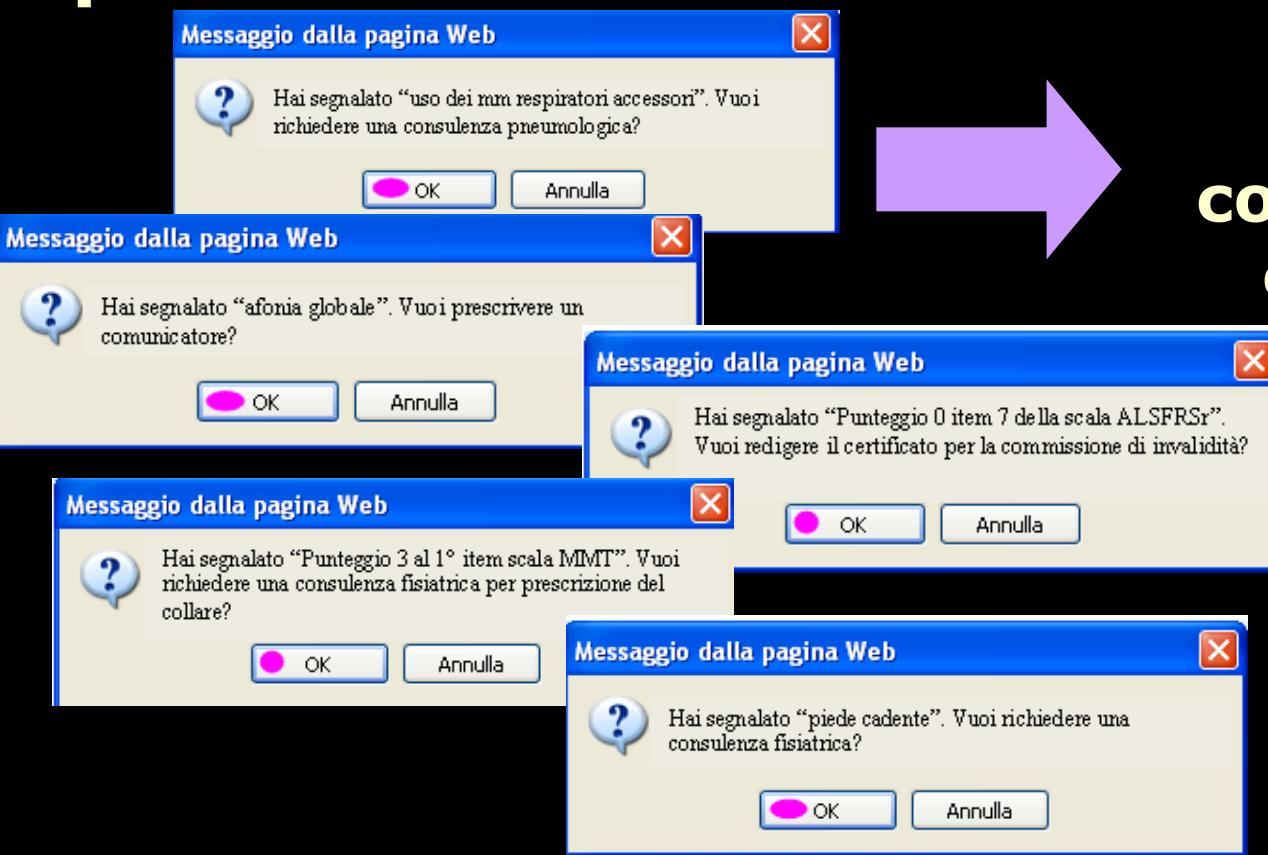 Messaggio dalla pagina Web
Hai segnalato “uso dei mm respiratori accessori”. Vuoi
richiedere una consulenza pneumologica?
OK Annulla
co
Messaggio dalla pagina Web
Hai segnalato “afonia globale”. Vuoi prescrivere un
comunicatore?
OK Annulla
Messaggio dalla pagina Web
Hai segnalato “Punteggio 0 item 7 della scala ALSFRSr”.
Vuoi redigere il certificato per la commissione di invalidità?
OK Annulla
Messaggio dalla pagina Web
Hai segnalato “Punteggio 3 al 1° item scala MMT”. Vuoi
richiedere una consulenza fisiatrica per prescrizione del
collare?
OK Annulla
Messaggio dalla pagina Web
Hai segnalato “piede cadente”. Vuoi richiedere una
consulenza fisiatrica?
OK Annulla